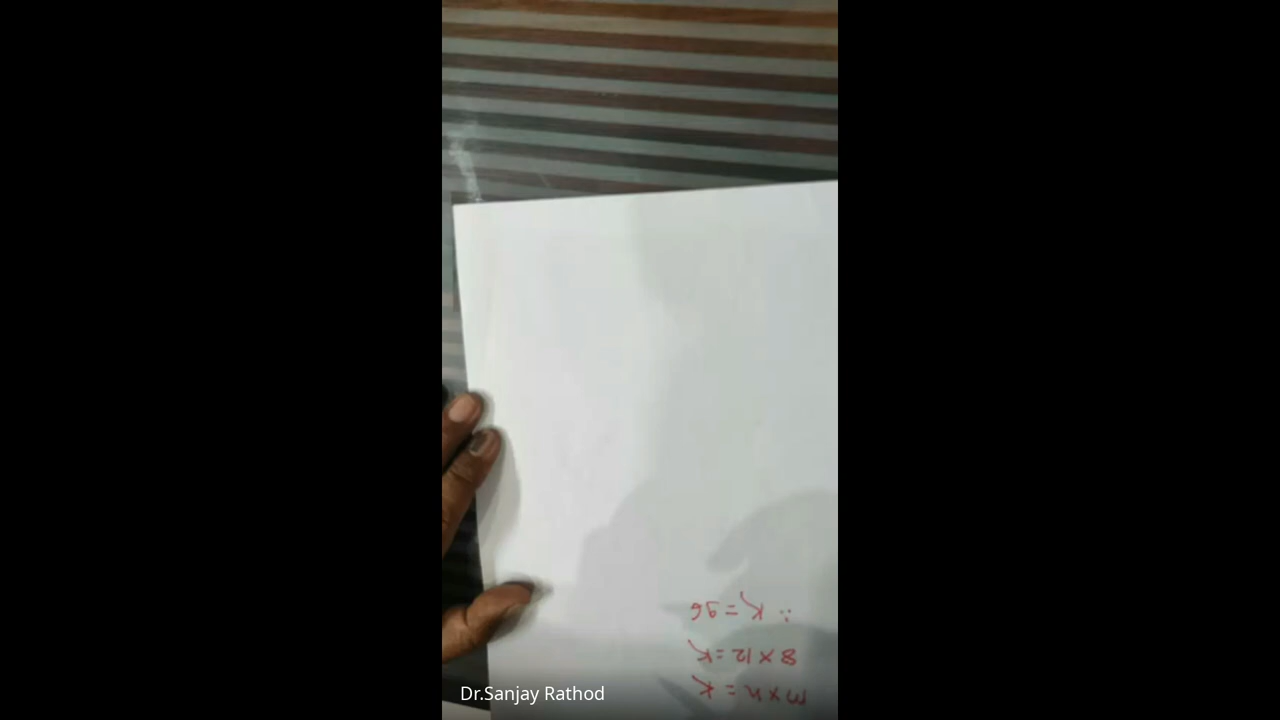 m x n = K
8 x 12 = K
∴ K = 96
Dr.Sanjay Rathod